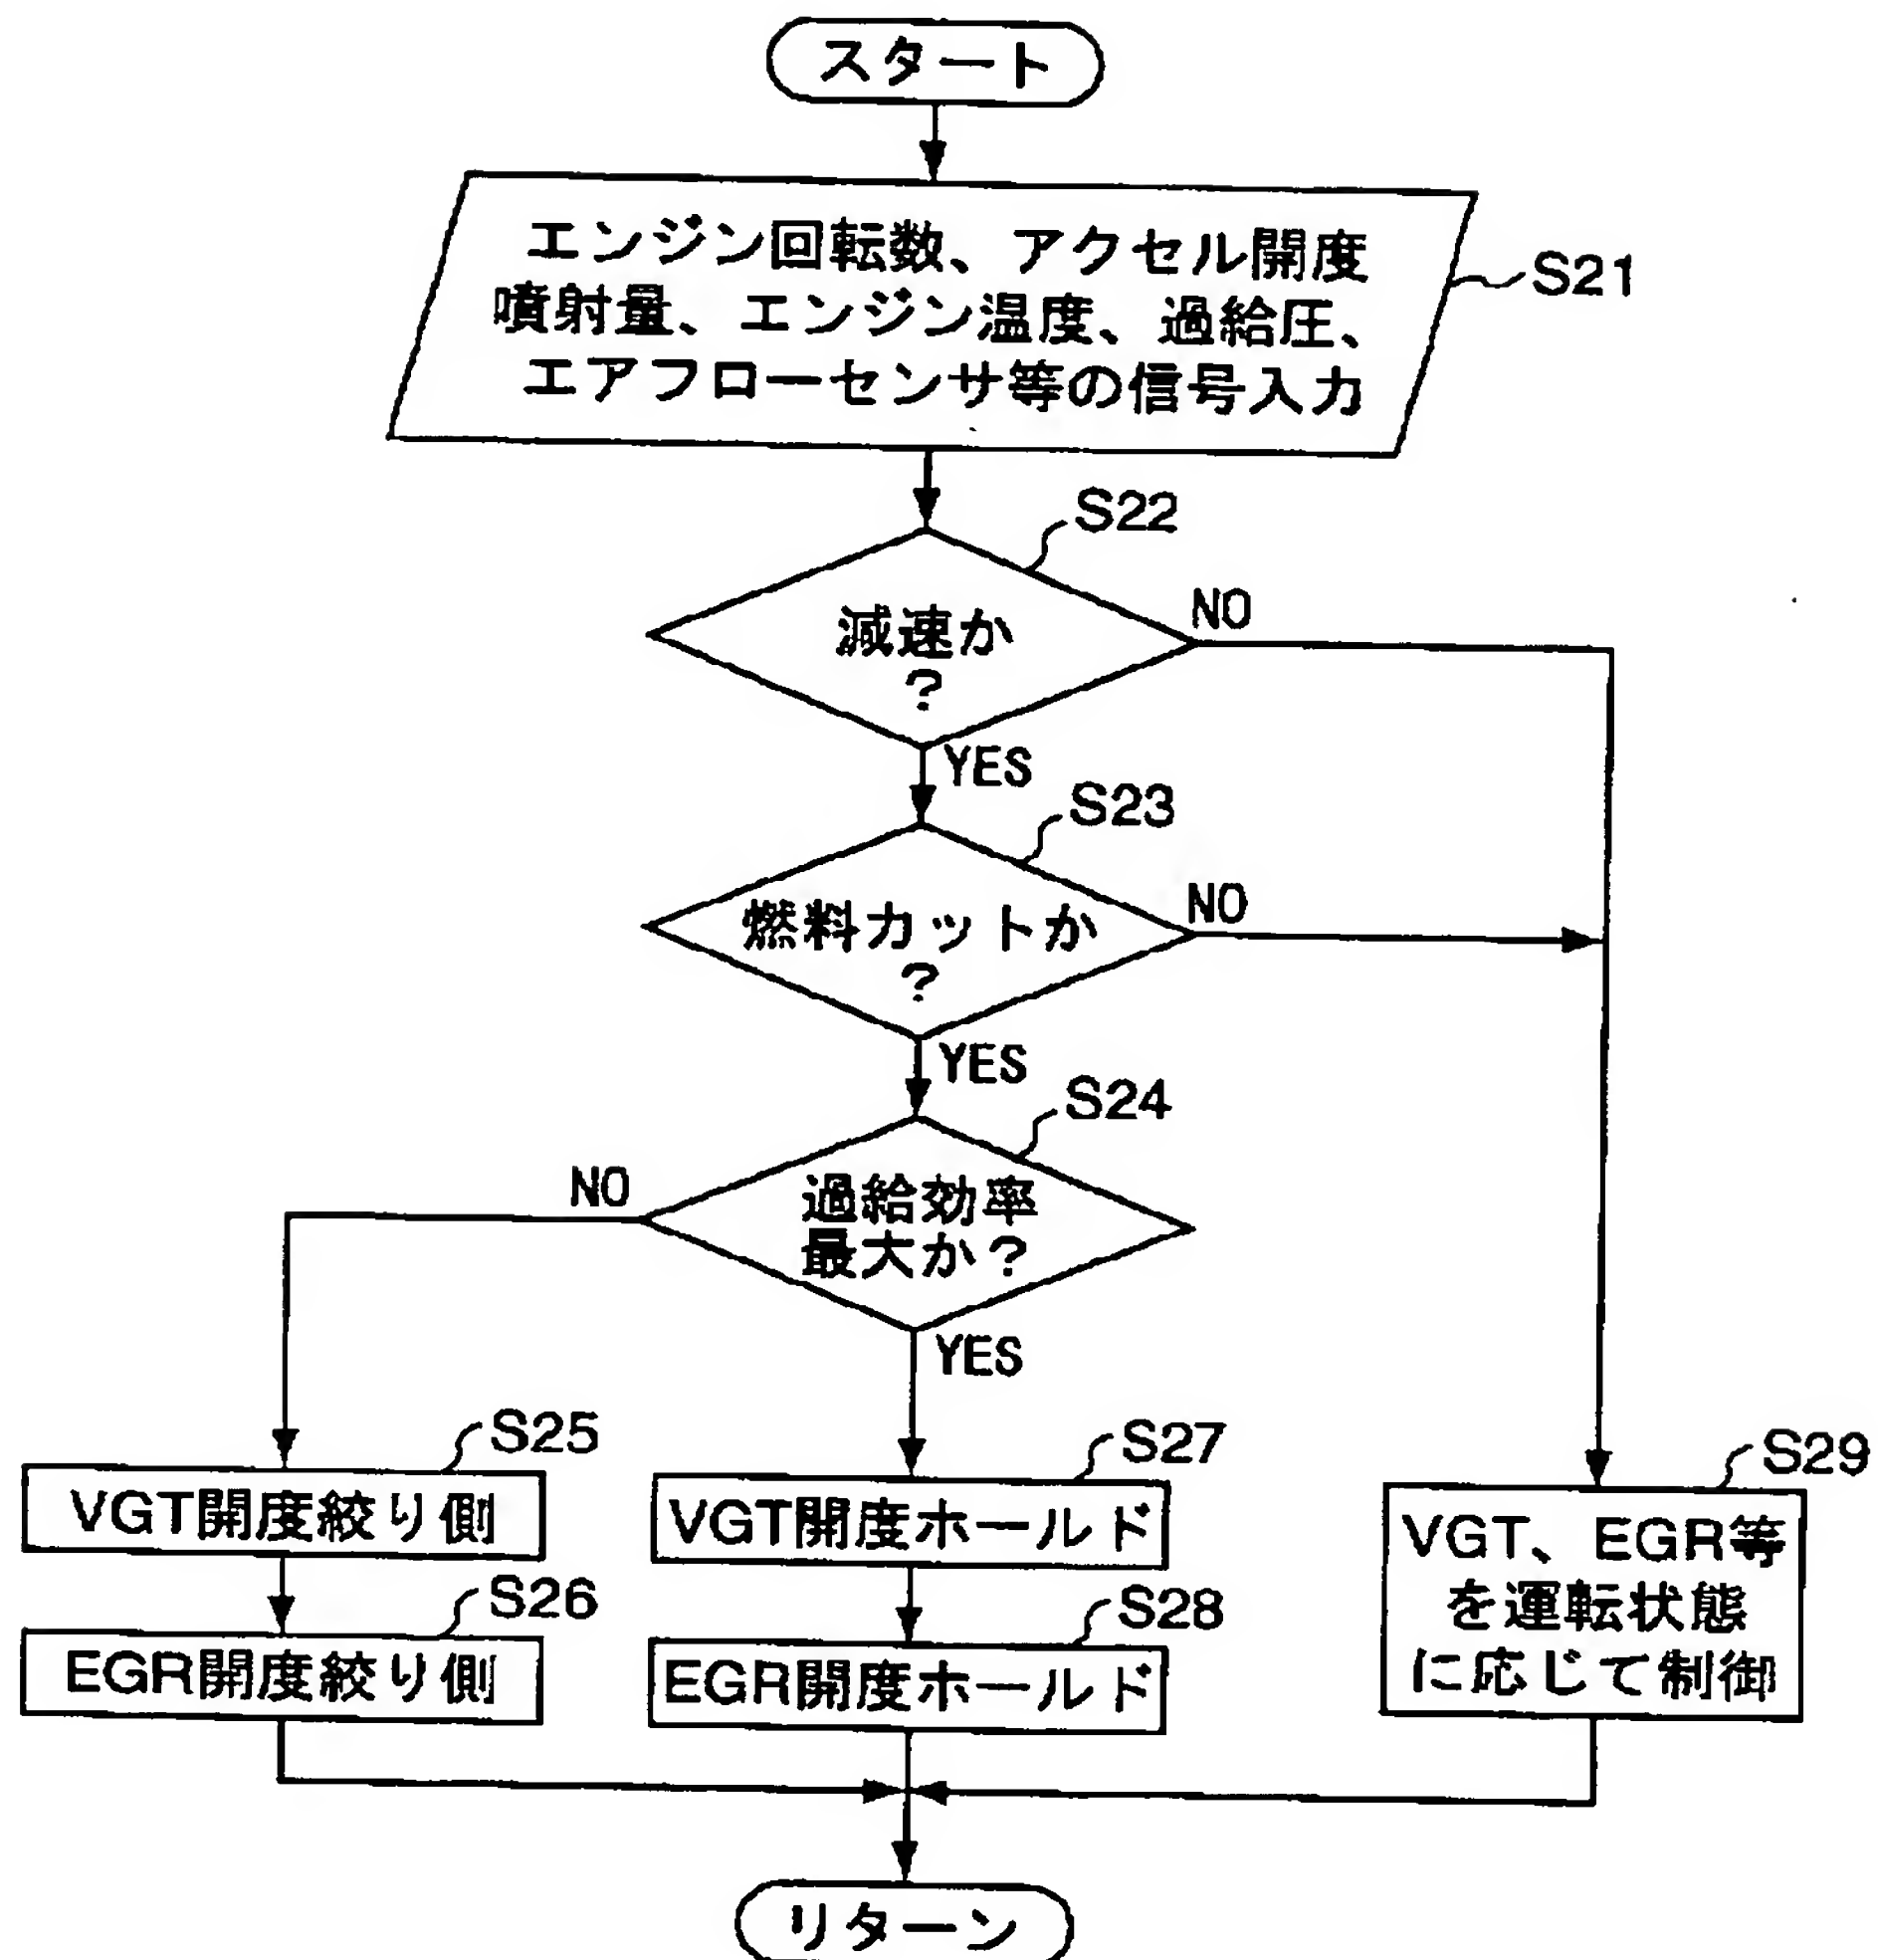 スタート
エンジン回転数、アクセル開度
噴射量、エンジン温度、過給圧、
エアフローセンサ等の信号入力
S21
S22
減速か
?
NO
YES
S23
燃料カットか
?
NO
YES
S24
過給効率
最大か?
NO
YES
S25
VGT開度絞り側
S26
EGR開度絞り側
S27
VGT開度ホールド
S28
EGR開度ホールド
S29
VGT、EGR等
を運転状態
に応じて制御
リターン